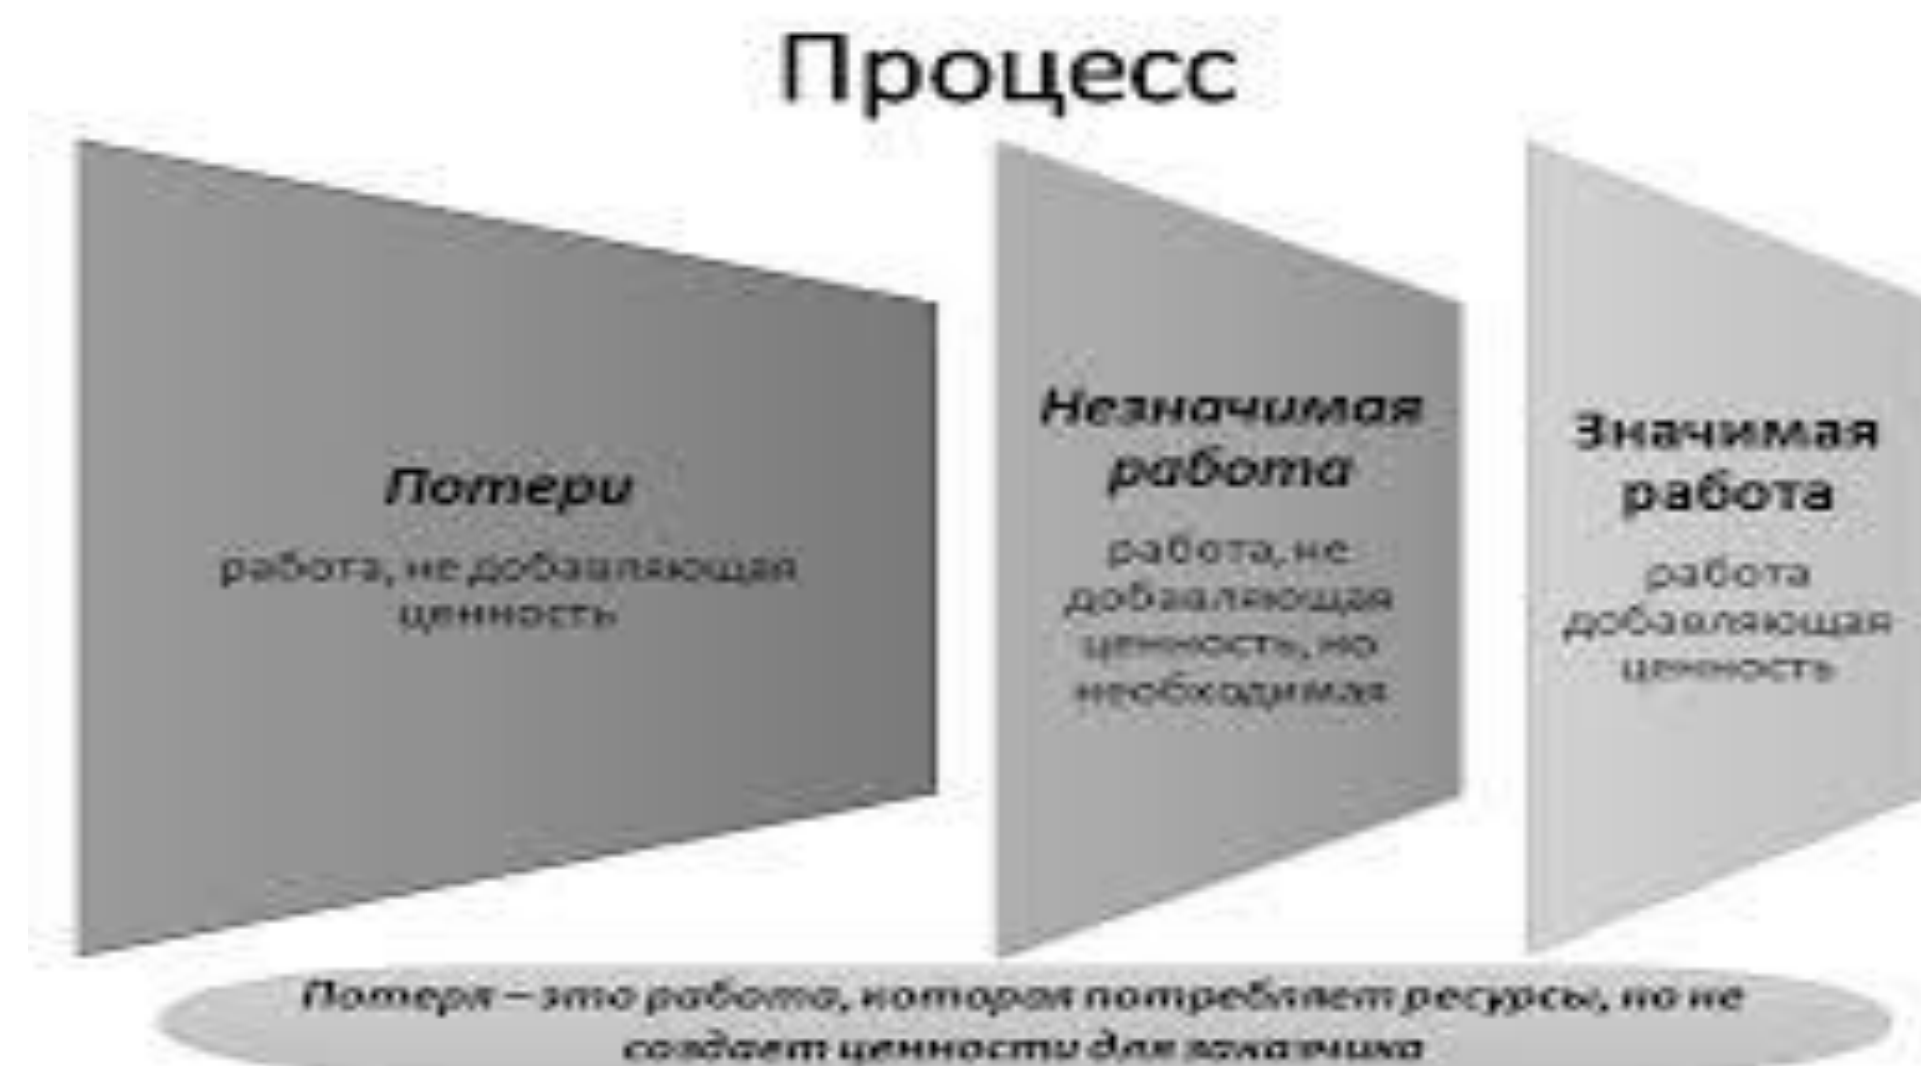 Процесс
Потери
работа, не добавляющая
ценность
Незначимая
работа
работа, не
добавляющая
ценность, но
необходимая
Значимая
работа
работа
добавляющая
ценность
Потеря – это работа, которая потребляет ресурсы, но не
создает ценности для заказчика